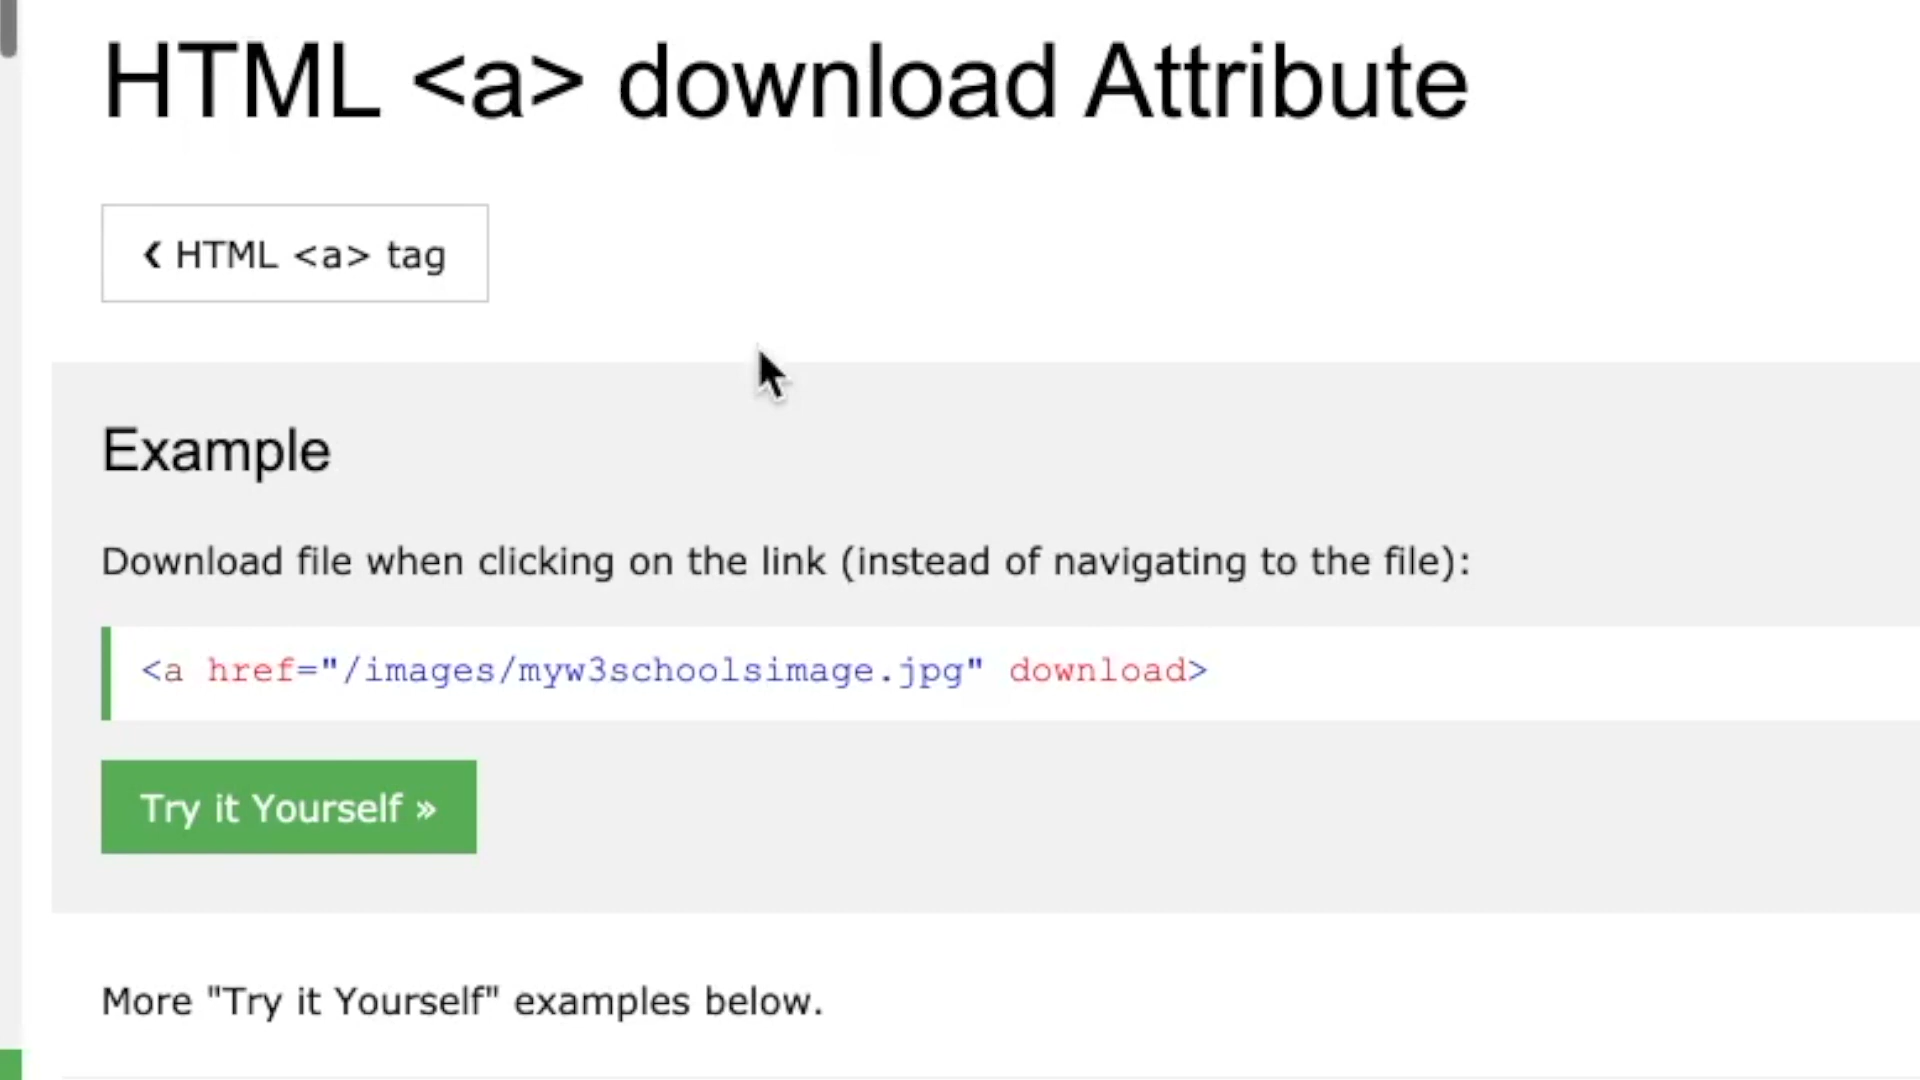 HTML <a> download Attribute
❮ HTML <a> tag
Example
Download file when clicking on the link (instead of navigating to the file):
<a href="/images/myw3schoolsimage.jpg" download>
Try it Yourself »
More "Try it Yourself" examples below.